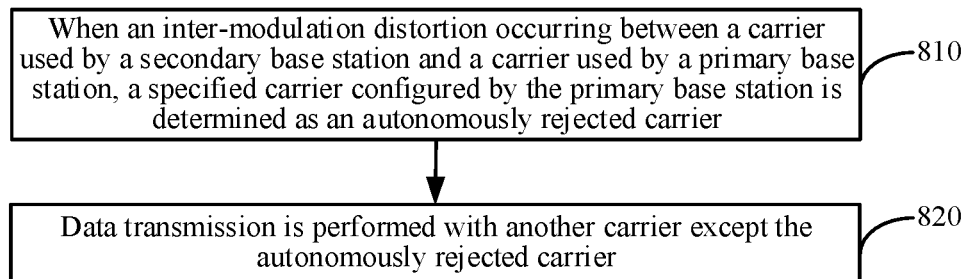 When an inter-modulation distortion occurring between a carrier
used by a secondary base station and a carrier used by a primary base
station, a specified carrier configured by the primary base station is
determined as an autonomously rejected carrier
810
Data transmission is performed with another carrier except the
autonomously rejected carrier
820